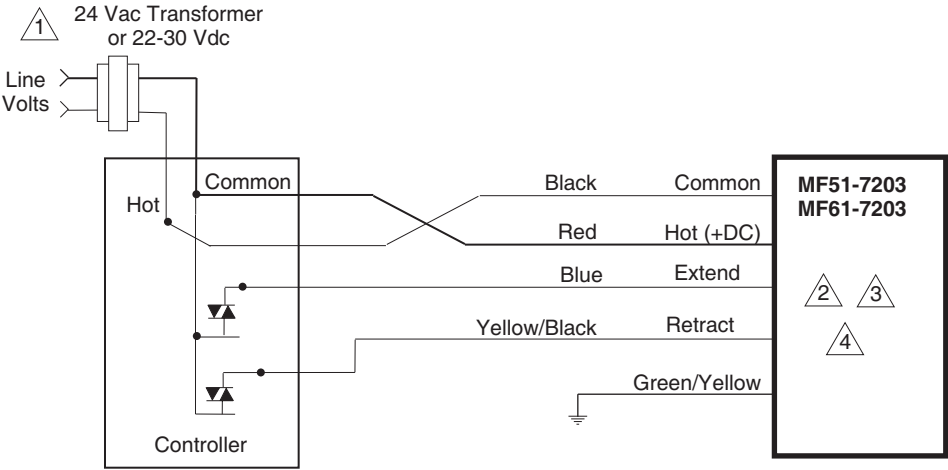 1
24 Vac Transformer
or 22-30 Vdc
Line
Volts
Common
Hot
Black
Common
Red
Hot (+DC)
Blue
Extend
Yellow/Black
Retract
Green/Yellow
Controller
MF51-7203
MF61-7203
2
3
4